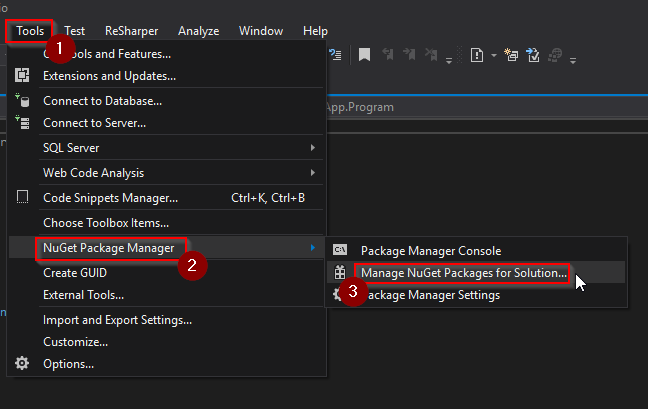 io
Tools Test ReSharper Analyze Window Help
1
Tools and Features...
Extensions and Updates...
Connect to Database...
App.Program
Connect to Server...
SQL Server
Web Code Analysis
Code Snippets Manager... Ctrl+K, Ctrl+B
Choose Toolbox Items...
NuGet Package Manager
2
C:\ Package Manager Console
Create GUID
Manage NuGet Packages for Solution...
3
External Tools...
Package Manager Settings
Import and Export Settings...
Customize...
Options...